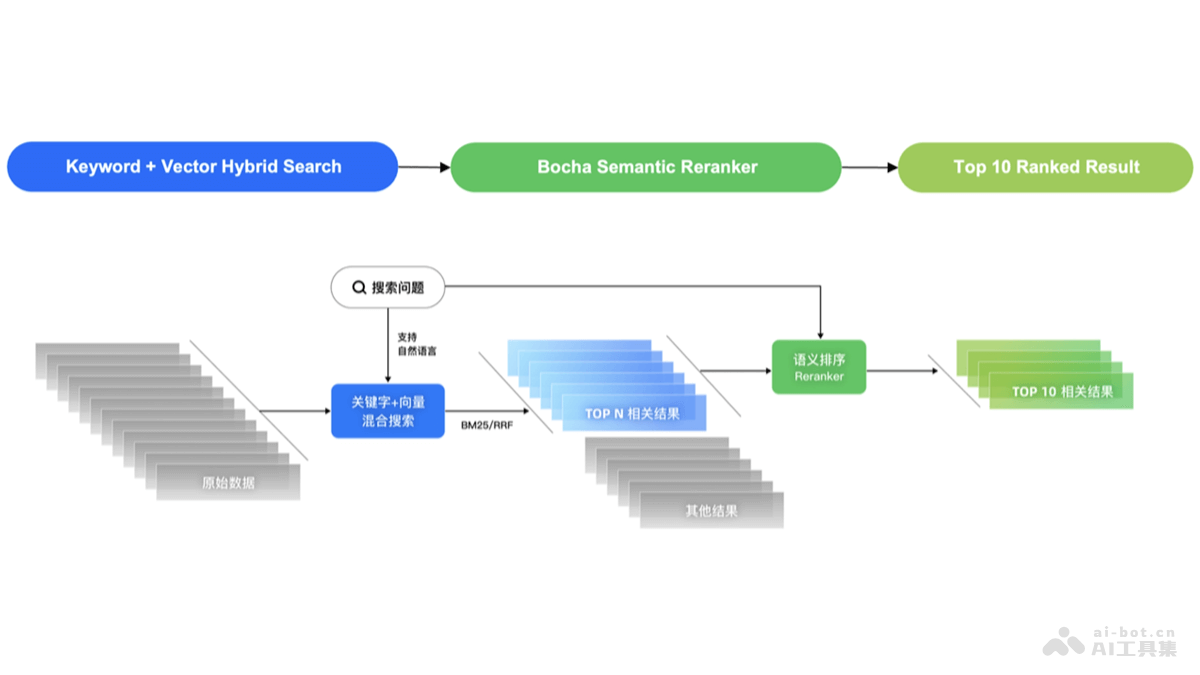 Keyword + Vector Hybrid Search
Bocha Semantic Reranker
Top 10 Ranked Result
搜索问题
支持
自然语言
关键字+向量
混合搜索
BM25/RRF
原始数据
TOP N 相关结果
其他结果
语义排序
Reranker
TOP 10 相关结果
ai-bot.cn
AI工具集